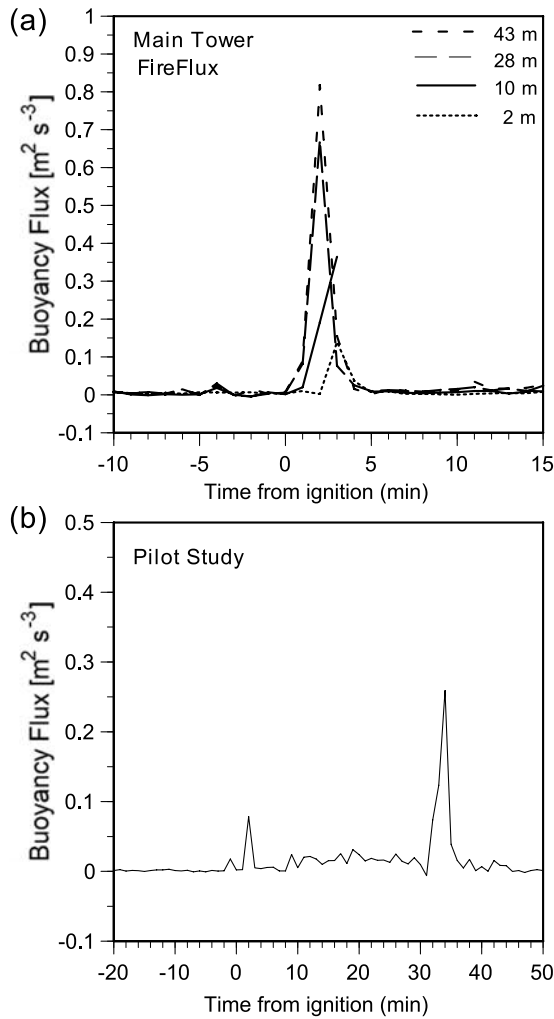 (a)
Main Tower
FireFlux
43 m
28 m
10 m
2 m
Buoyancy Flux [m² s⁻³]
1
0.9
0.8
0.7
0.6
0.5
0.4
0.3
0.2
0.1
0
-0.1
-10
-5
0
5
10
15
Time from ignition (min)
(b)
Pilot Study
Buoyancy Flux [m² s⁻³]
0.5
0.4
0.3
0.2
0.1
0
-0.1
-20
-10
0
10
20
30
40
50
Time from ignition (min)